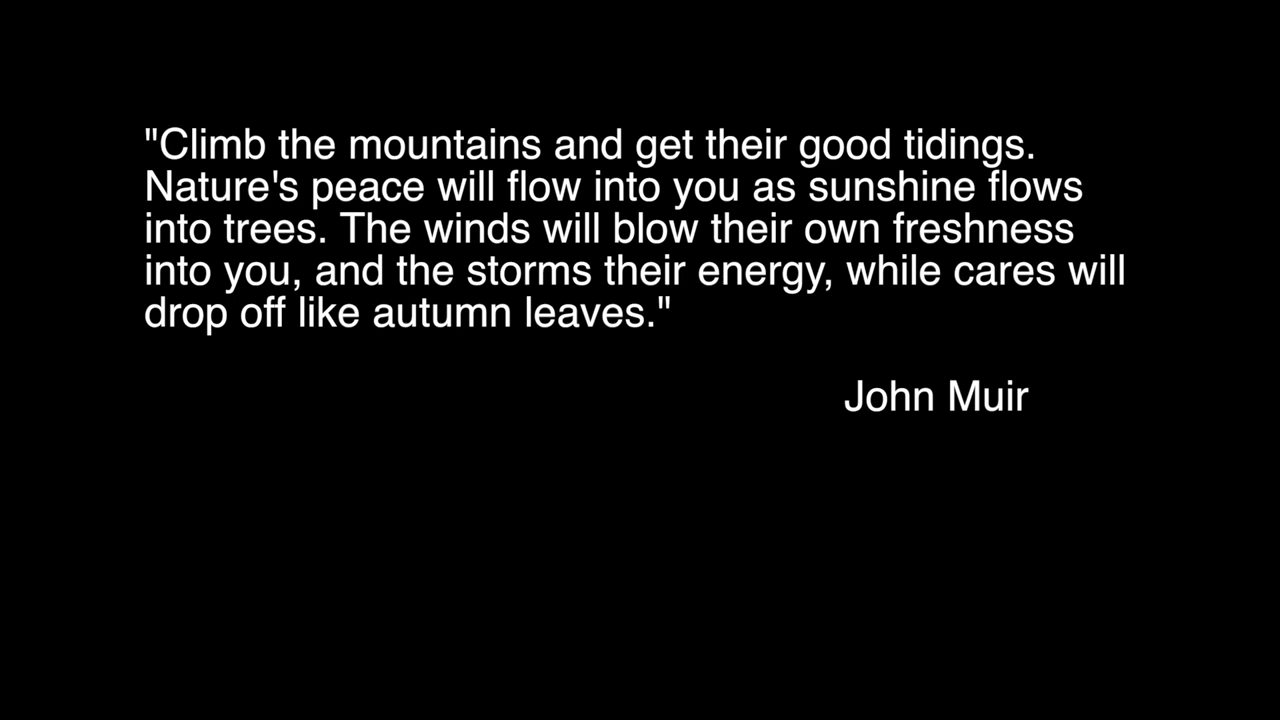 "Climb the mountains and get their good tidings.
Nature's peace will flow into you as sunshine flows
into trees. The winds will blow their own freshness
into you, and the storms their energy, while cares will
drop off like autumn leaves."
John Muir